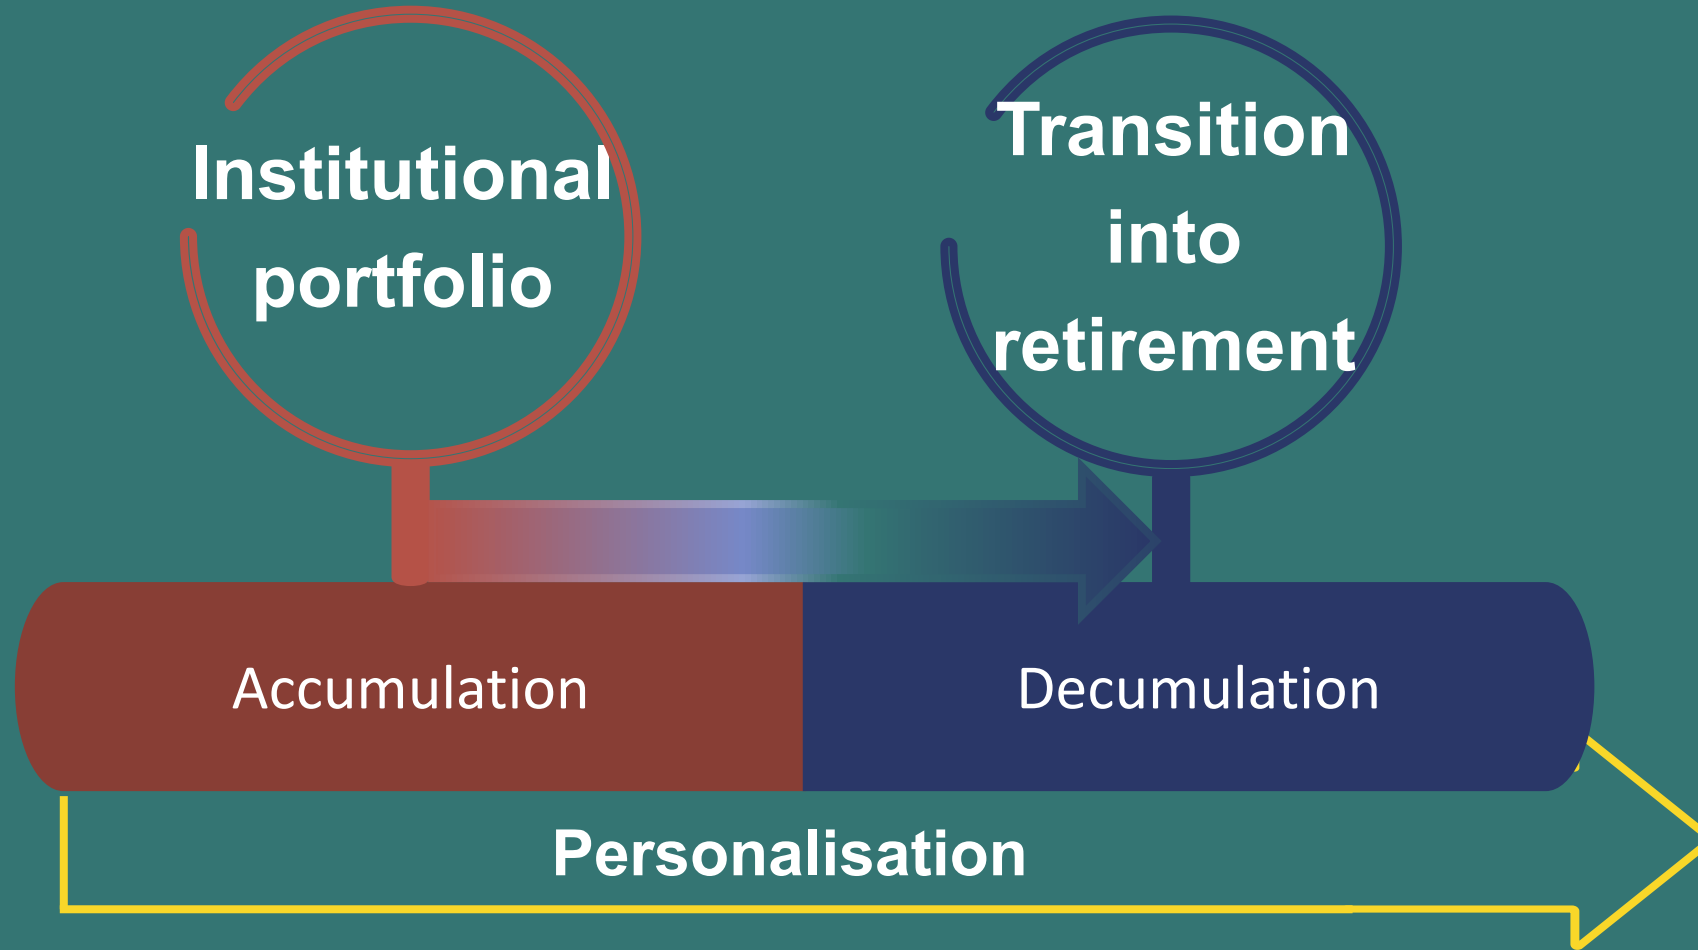 Institutional
portfolio
Transition
into
retirement
Accumulation
Decumulation
Personalisation